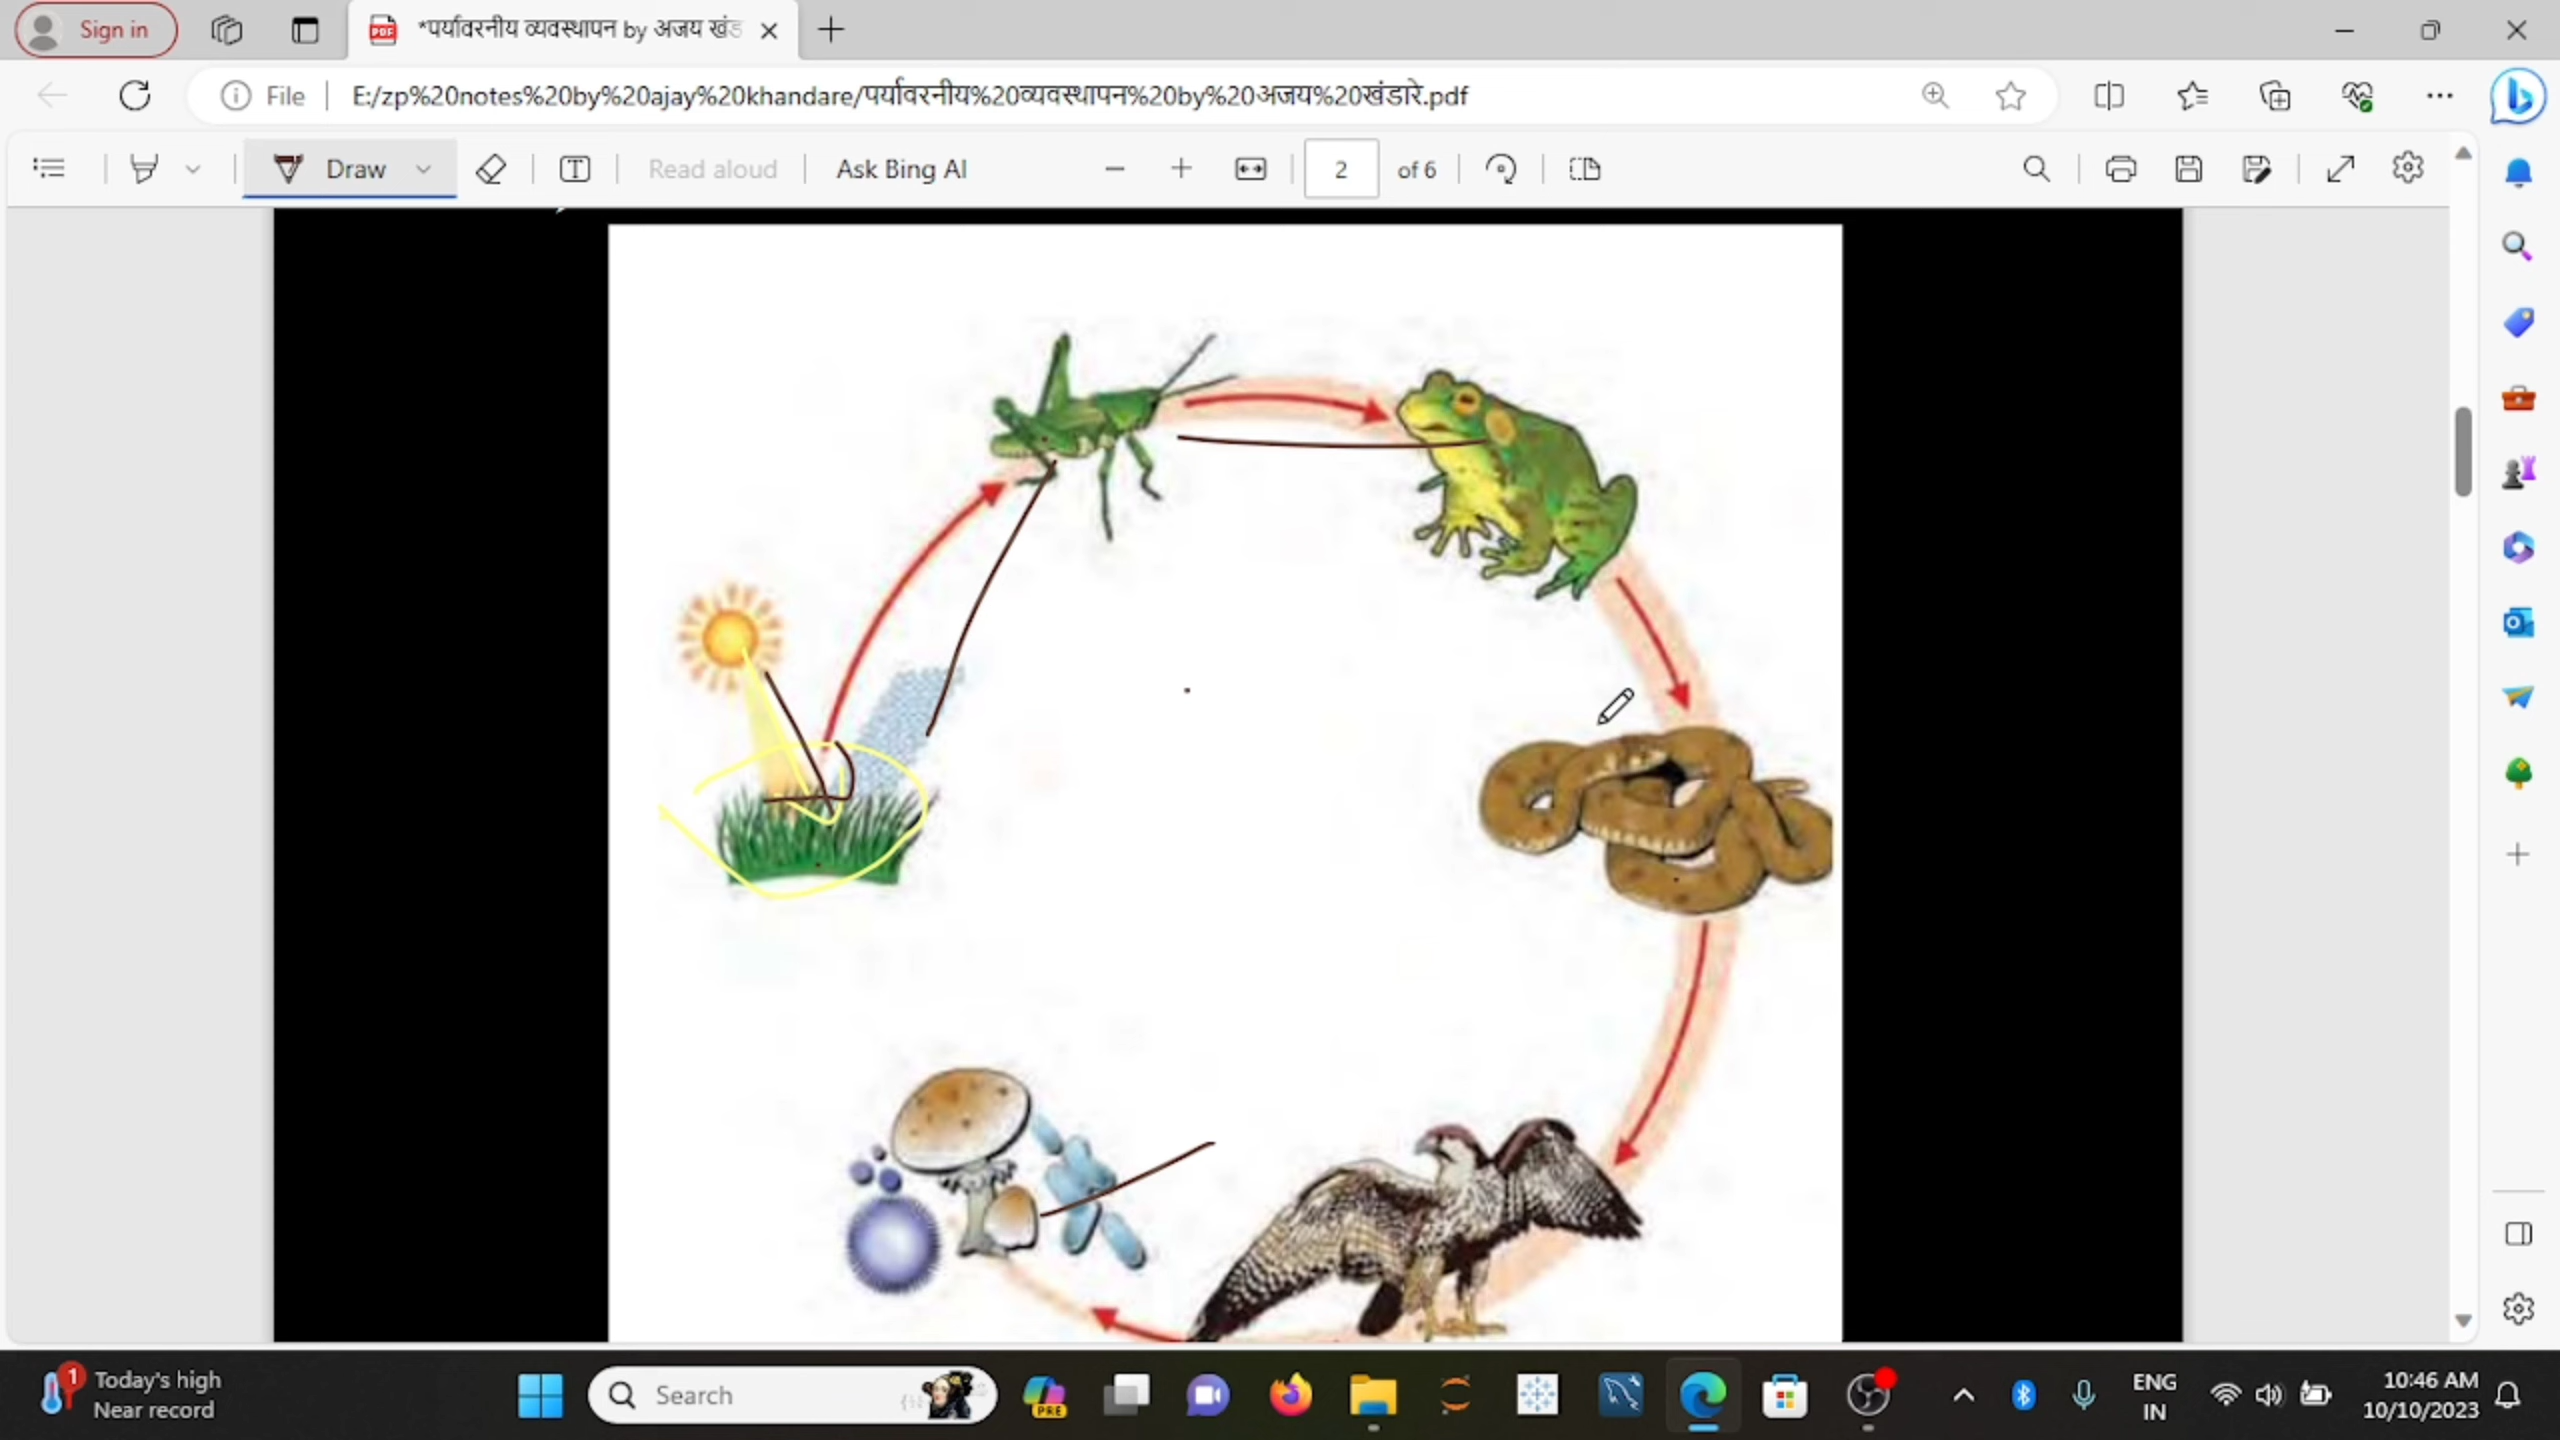 Sign in
*पर्यावरनीय व्यवस्थापन by अजय खंड
File
E:/zp%20notes%20by%20ajay%20khandare/पर्यावरनीय%20व्यवस्थापन%20by%20अजय%20खंडारे.pdf
Draw
Read aloud
Ask Bing AI
2
of 6
1
Today's high
Near record
Search
PRE
ENG
IN
10:46 AM
10/10/2023